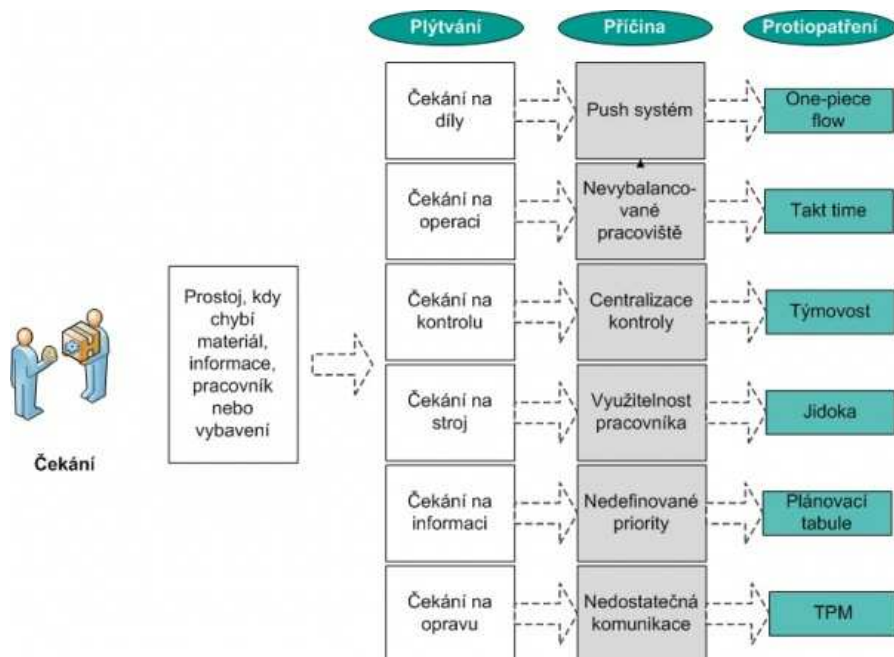 Plýtvání
Příčina
Protiopatření
Čekání na
díly
Push systém
One-piece
flow
Čekání na
operaci
Nevybalanco-
vané
pracoviště
Takt time
Prostoj, kdy
chybí
materiál,
informace,
pracovník
nebo
vybavení
Čekání
Čekání na
kontrolu
Centralizace
kontroly
Týmovost
Čekání na
stroj
Využitelnost
pracovníka
Jidoka
Čekání na
informaci
Nedefinované
priority
Plánovací
tabule
Čekání na
opravu
Nedostatečná
komunikace
TPM